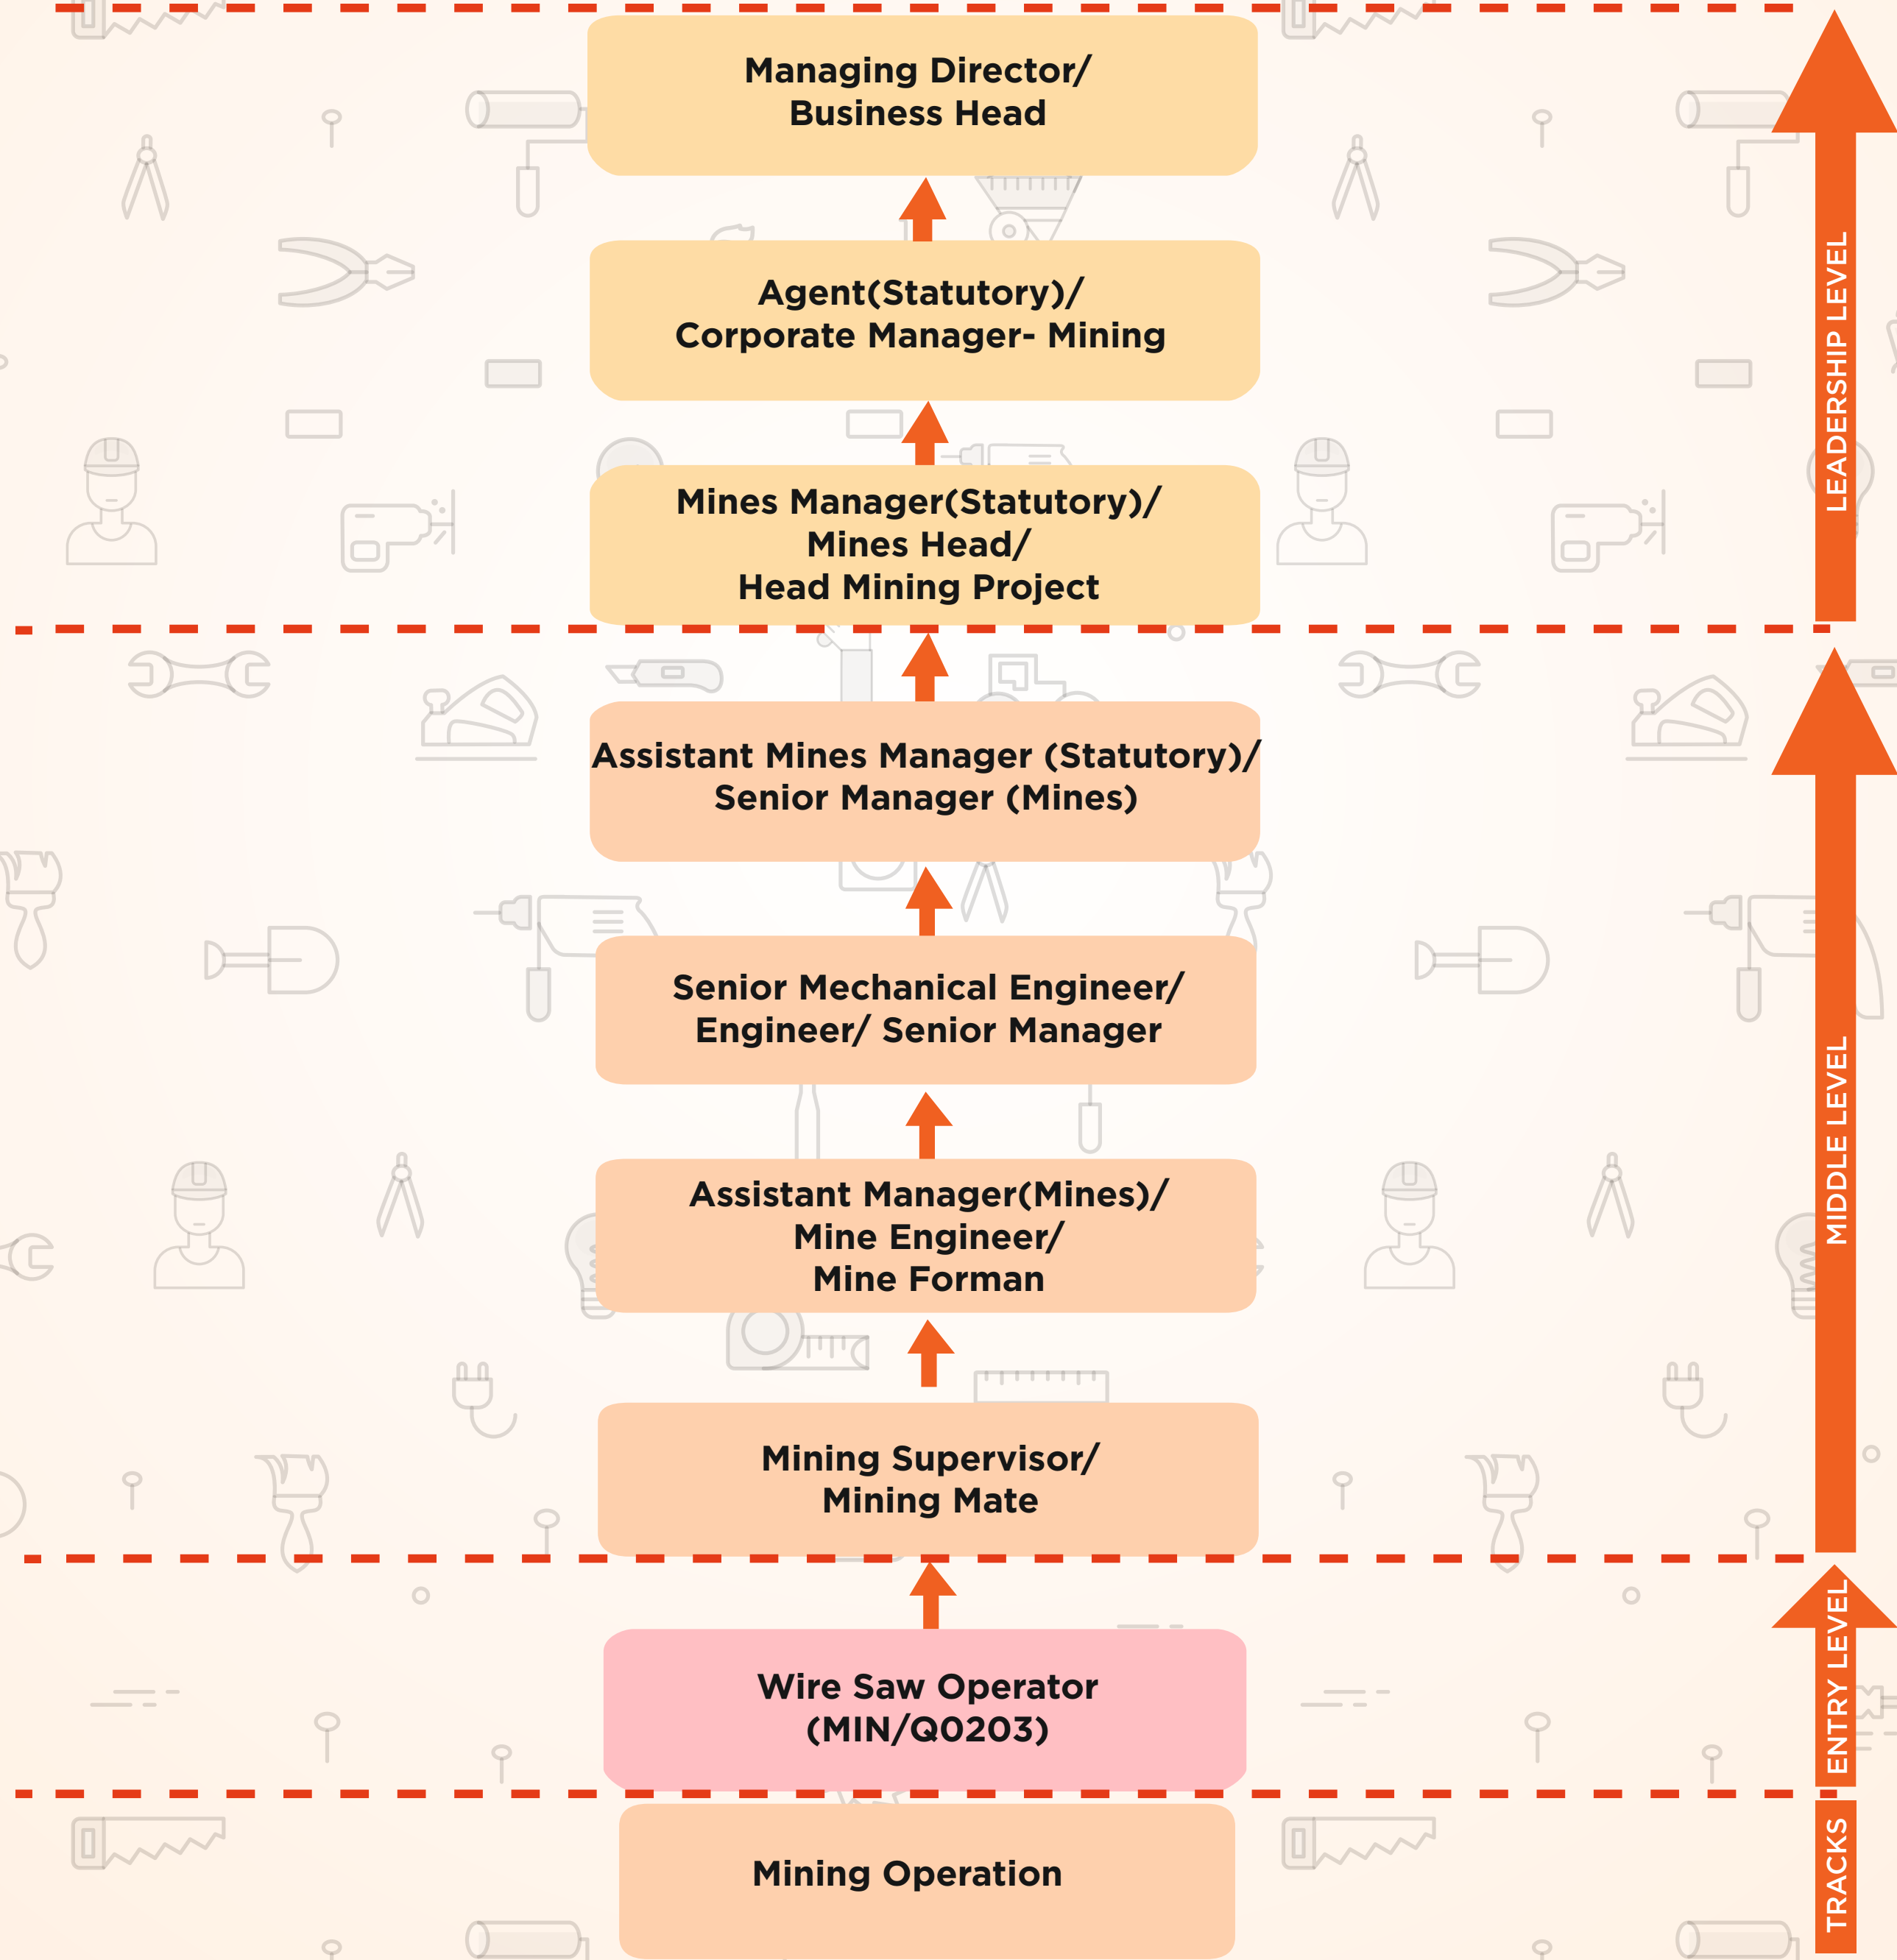 Managing Director/
Business Head
Agent(Statutory)/
Corporate Manager- Mining
Mines Manager(Statutory)/
Mines Head/
Head Mining Project
LEADERSHIP LEVEL
Assistant Mines Manager (Statutory)/
Senior Manager (Mines)
Senior Mechanical Engineer/
Engineer/ Senior Manager
Assistant Manager(Mines)/
Mine Engineer/
Mine Forman
Mining Supervisor/
Mining Mate
MIDDLE LEVEL
Wire Saw Operator
(MIN/Q0203)
ENTRY LEVEL
Mining Operation
TRACKS